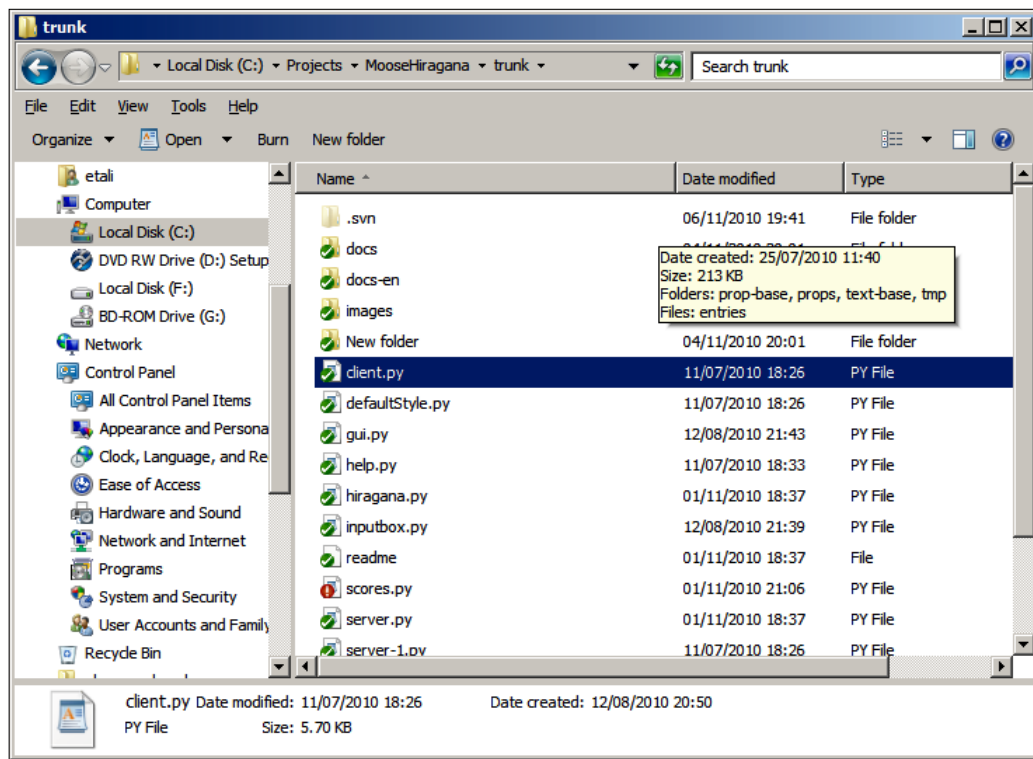 trunk
Local Disk (C:) Projects MooseHiragana trunk Search trunk
File Edit View Tools Help
Organize Open Burn New folder
etali
Computer
Local Disk (C:)
DVD RW Drive (D:) Setup
Local Disk (F:)
BD-ROM Drive (G:)
Network
Control Panel
All Control Panel Items
Appearance and Persona
Clock, Language, and Re
Ease of Access
Hardware and Sound
Network and Internet
Programs
System and Security
User Accounts and Family
Recycle Bin
Name Date modified Type
.svn 06/11/2010 19:41 File folder
docs
docs-en
images
New folder 04/11/2010 20:01 File folder
client.py 11/07/2010 18:26 PY File
defaultStyle.py 11/07/2010 18:26 PY File
gui.py 12/08/2010 21:43 PY File
help.py 11/07/2010 18:33 PY File
hiragana.py 01/11/2010 18:37 PY File
inputbox.py 12/08/2010 21:39 PY File
readme 01/11/2010 18:37 File
scores.py 01/11/2010 21:06 PY File
server.py 01/11/2010 18:37 PY File
server-1.py 11/07/2010 18:26 PY File
Date created: 25/07/2010 11:40
Size: 213 KB
Folders: prop-base, props, text-base, tmp
Files: entries
client.py Date modified: 11/07/2010 18:26 Date created: 12/08/2010 20:50
PY File Size: 5.70 KB